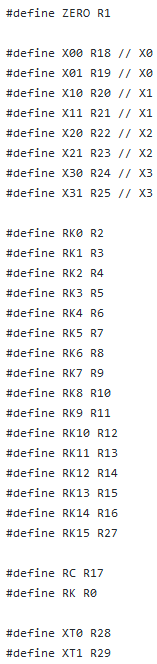 #define ZERO R1
#define X00 R18 // X0
#define X01 R19 // X0
#define X10 R20 // X1
#define X11 R21 // X1
#define X20 R22 // X2
#define X21 R23 // X2
#define X30 R24 // X3
#define X31 R25 // X3
#define RK0 R2
#define RK1 R3
#define RK2 R4
#define RK3 R5
#define RK4 R6
#define RK5 R7
#define RK6 R8
#define RK7 R9
#define RK8 R10
#define RK9 R11
#define RK10 R12
#define RK11 R13
#define RK12 R14
#define RK13 R15
#define RK14 R16
#define RK15 R27
#define RC R17
#define RK R0
#define XT0 R28
#define XT1 R29